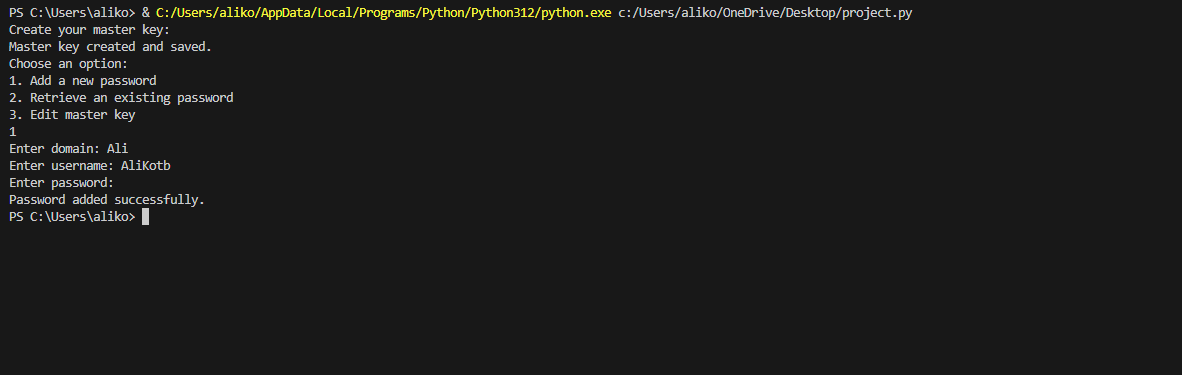 PS C:\Users\aliko> & C:/Users/aliko/AppData/Local/Programs/Python/Python312/python.exe c:/Users/aliko/OneDrive/Desktop/project.py
Create your master key:
Master key created and saved.
Choose an option:
1. Add a new password
2. Retrieve an existing password
3. Edit master key
1
Enter domain: Ali
Enter username: AliKotb
Enter password:
Password added successfully.
PS C:\Users\aliko>